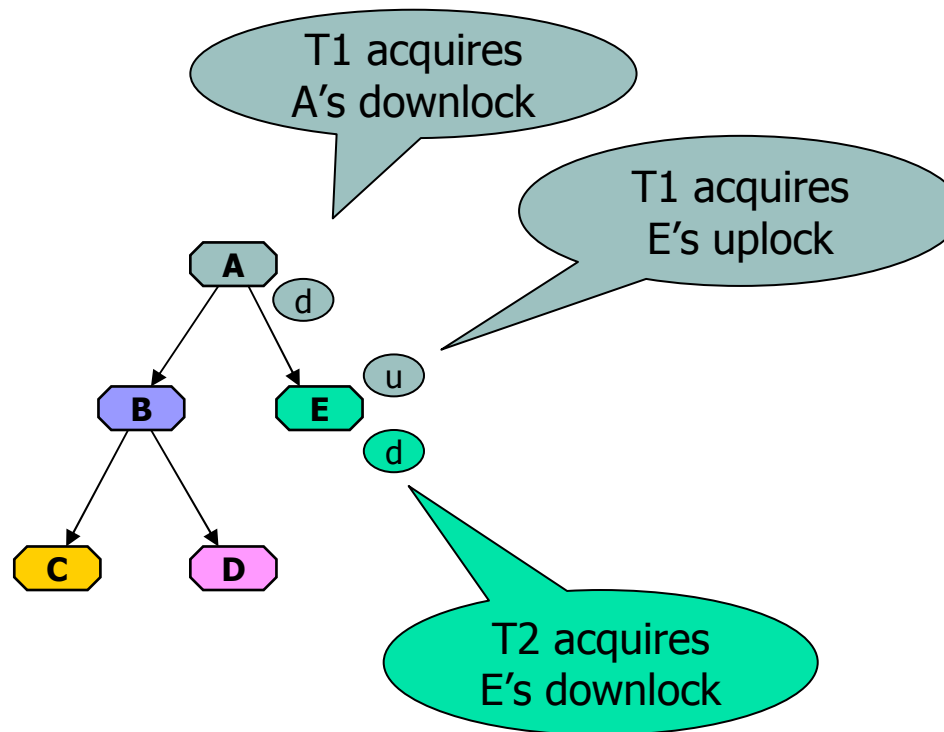 T1 acquires
A's downlock
T1 acquires
E's uplock
A
d
u
B
E
d
C
D
T2 acquires
E's downlock